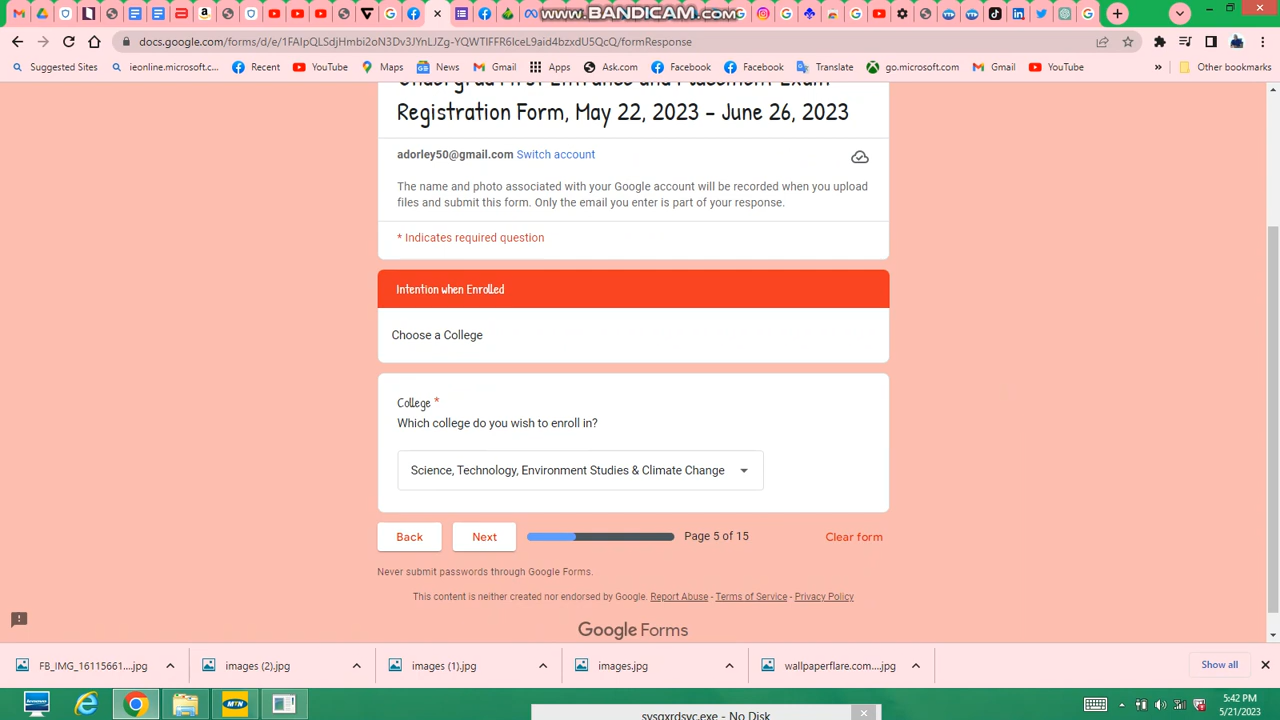 www.BANDICAM.com
docs.google.com/forms/d/e/1FAIpQLSdjHmbi2oN3Dv3JYnLJZg-YQWTlFFR6lceL9aid4bzxdU5QcQ/formResponse
Suggested Sites
ieonline.microsoft.c...
Recent
YouTube
Maps
News
Gmail
Apps
Ask.com
Facebook
Facebook
Translate
go.microsoft.com
Gmail
YouTube
»
Other bookmarks
Undergrad First Entrance and Placement Exam
Registration Form, May 22, 2023 – June 26, 2023
adorley50@gmail.com Switch account
The name and photo associated with your Google account will be recorded when you upload
files and submit this form. Only the email you enter is part of your response.
* Indicates required question
Intention when Enrolled
Choose a College
College *
Which college do you wish to enroll in?
Science, Technology, Environment Studies & Climate Change
Back
Next
Page 5 of 15
Clear form
Never submit passwords through Google Forms.
This content is neither created nor endorsed by Google. Report Abuse - Terms of Service - Privacy Policy
Google Forms
FB_IMG_16115661....jpg
images (2).jpg
images (1).jpg
images.jpg
wallpaperflare.com....jpg
Show all
MTN
5:42 PM
5/21/2023
sysqxrdsvc.exe - No Disk